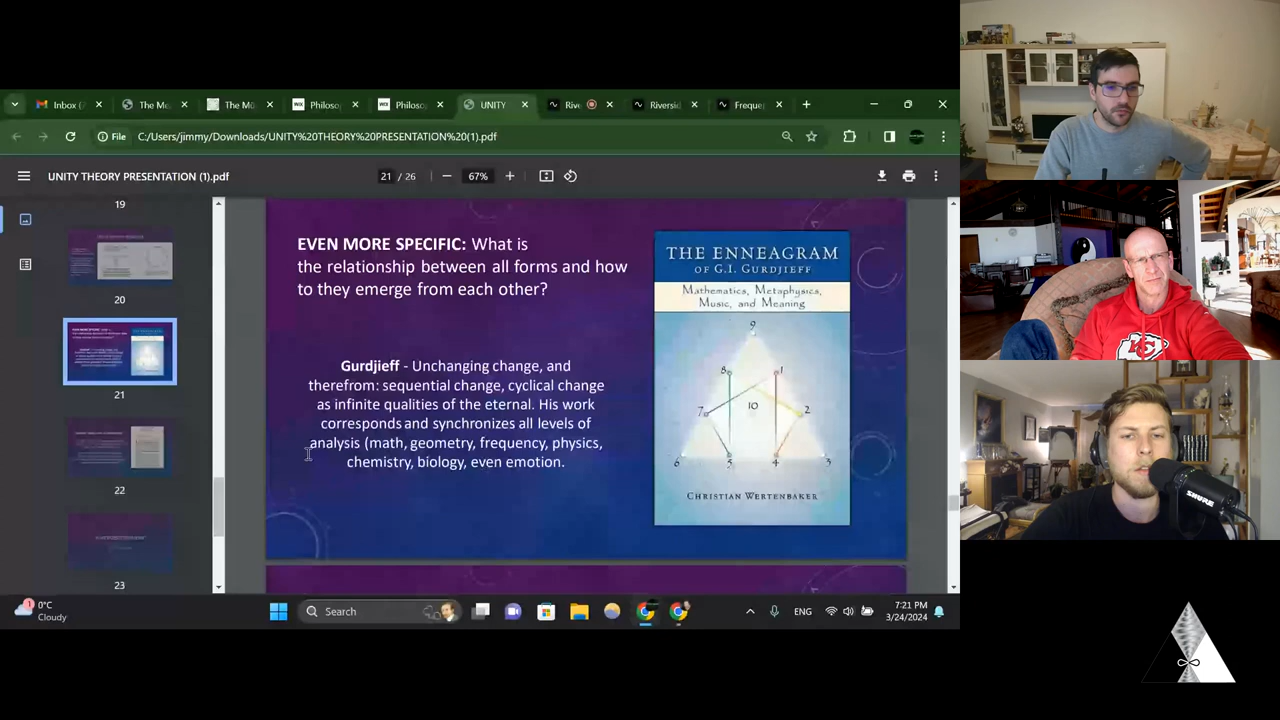 Inbox (
The Me
The Mü
Philoso
Philosop
UNITY
Rive
Riversid
Freque
File
C:/Users/jimmy/Downloads/UNITY%20THEORY%20PRESENTATION%20(1).pdf
UNITY THEORY PRESENTATION (1).pdf
21 / 26
67%
19
20
21
22
23
EVEN MORE SPECIFIC: What is
the relationship between all forms and how
to they emerge from each other?
Gurdjieff - Unchanging change, and
therefrom: sequential change, cyclical change
as infinite qualities of the eternal. His work
corresponds and synchronizes all levels of
analysis (math, geometry, frequency, physics,
chemistry, biology, even emotion.
THE ENNEAGRAM
OF G.I. GURDJIEFF
Mathematics, Metaphysics,
Music, and Meaning
9
8 1
7 10 2
6 5 4 3
CHRISTIAN WERTENBAKER
1
0°C
Cloudy
Search
ENG
7:21 PM
3/24/2024
SHURE